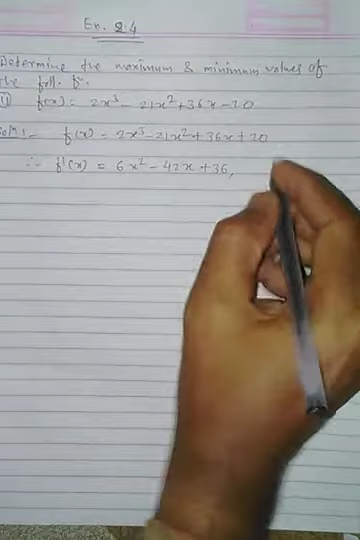 Ex. 2.4
Determine the maximum & minimum values of
the foll. fⁿ.
① f(x) = 2x³ - 21x² + 36x - 20
Solⁿ:- f(x) = 2x³ - 21x² + 36x + 20
∴ f'(x) = 6x² - 42x + 36,